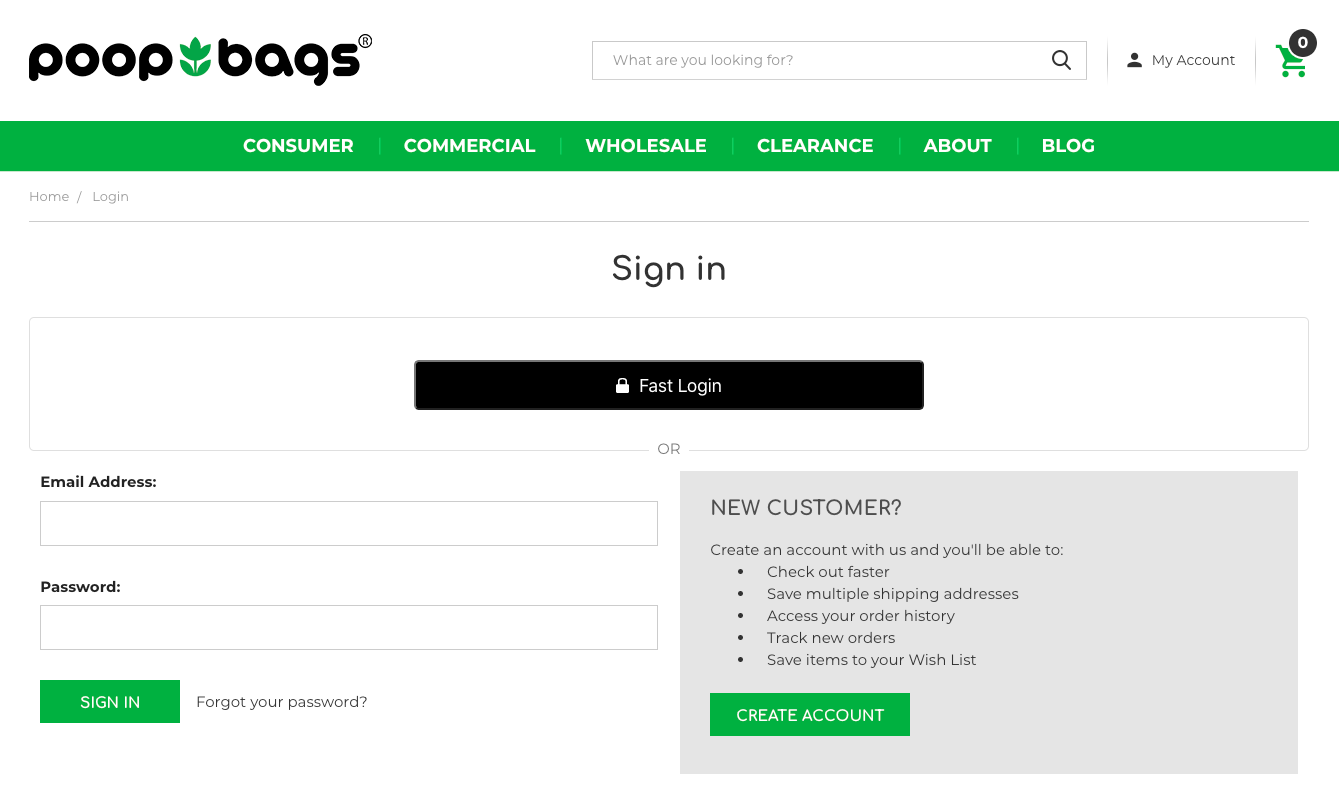 poop bags®
What are you looking for?
My Account
0
CONSUMER
COMMERCIAL
WHOLESALE
CLEARANCE
ABOUT
BLOG
Home / Login
Sign in
Fast Login
OR
Email Address:
Password:
SIGN IN
Forgot your password?
NEW CUSTOMER?
Create an account with us and you'll be able to:
• Check out faster
• Save multiple shipping addresses
• Access your order history
• Track new orders
• Save items to your Wish List
CREATE ACCOUNT